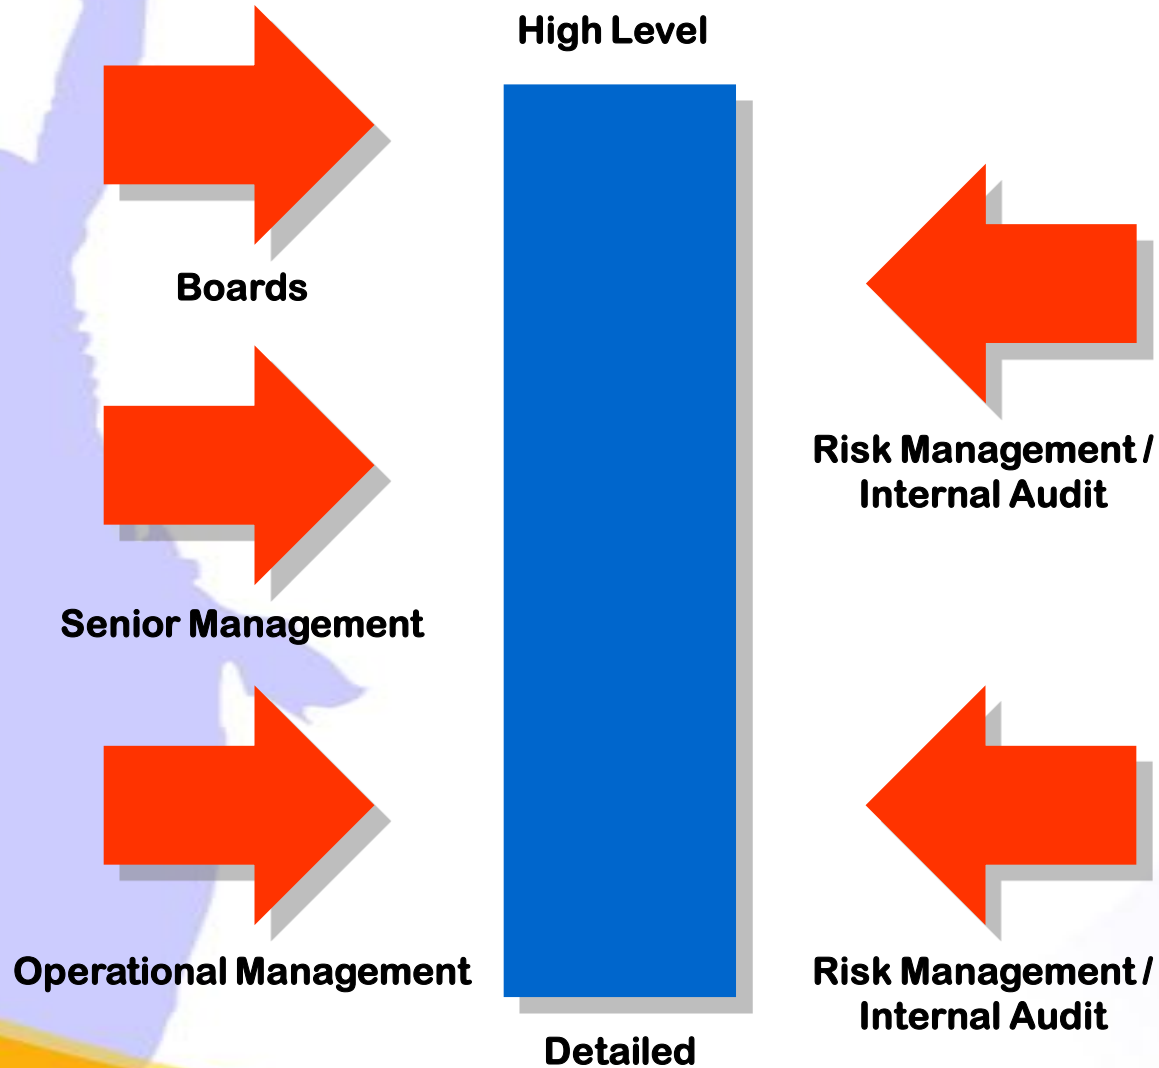 High Level
Boards
Risk Management /
Internal Audit
Senior Management
Operational Management
Risk Management /
Internal Audit
Detailed